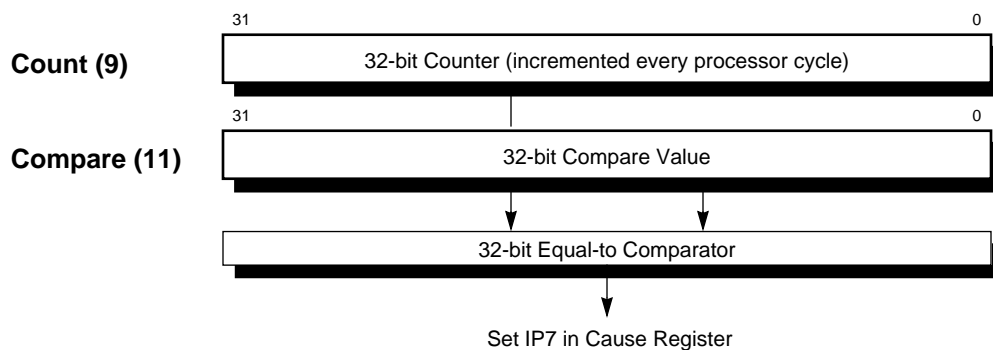 31 0
Count (9) 32-bit Counter (incremented every processor cycle)
31 0
Compare (11) 32-bit Compare Value
32-bit Equal-to Comparator
Set IP7 in Cause Register